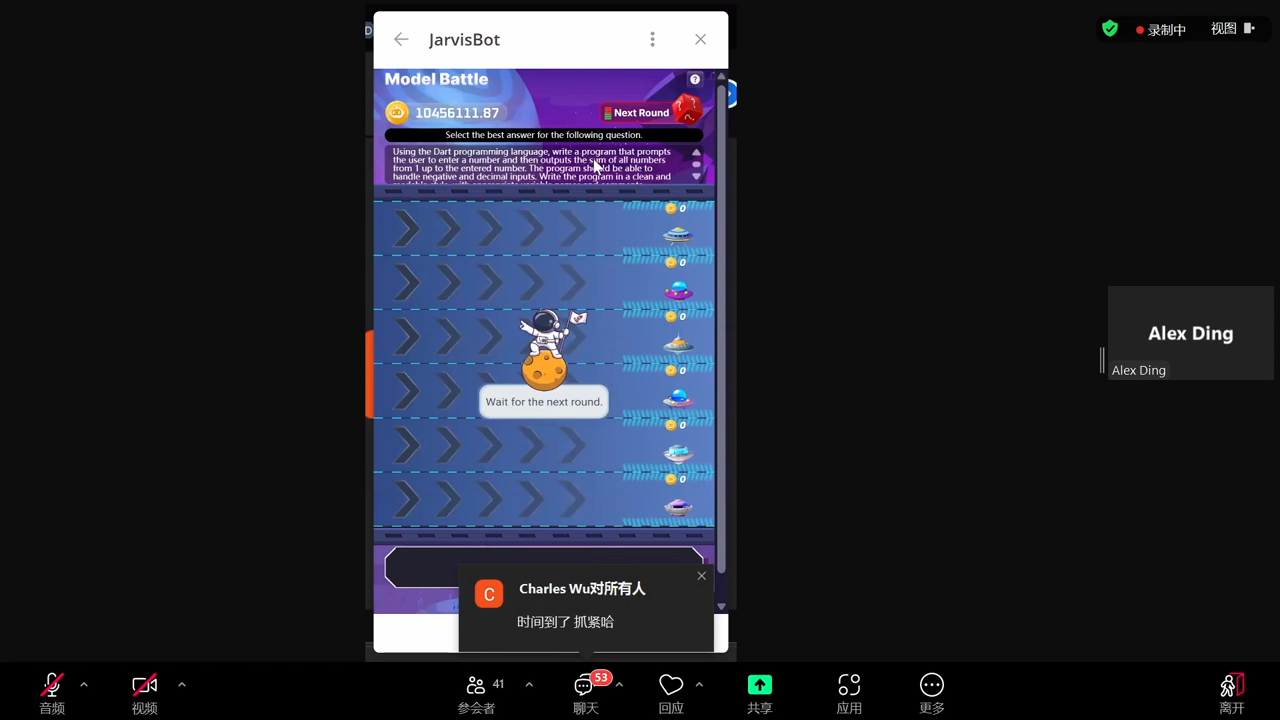 JarvisBot
录制中
视图
Model Battle
10456111.87
Next Round
Select the best answer for the following question.
Using the Dart programming language, write a program that prompts
the user to enter a number and then outputs the sum of all numbers
from 1 up to the entered number. The program should be able to
handle negative and decimal inputs. Write the program in a clean and
0
0
0
0
0
0
Wait for the next round.
Alex Ding
Alex Ding
C
Charles Wu对所有人
时间到了 抓紧哈
音频
视频
41
参会者
53
聊天
回应
共享
应用
更多
离开